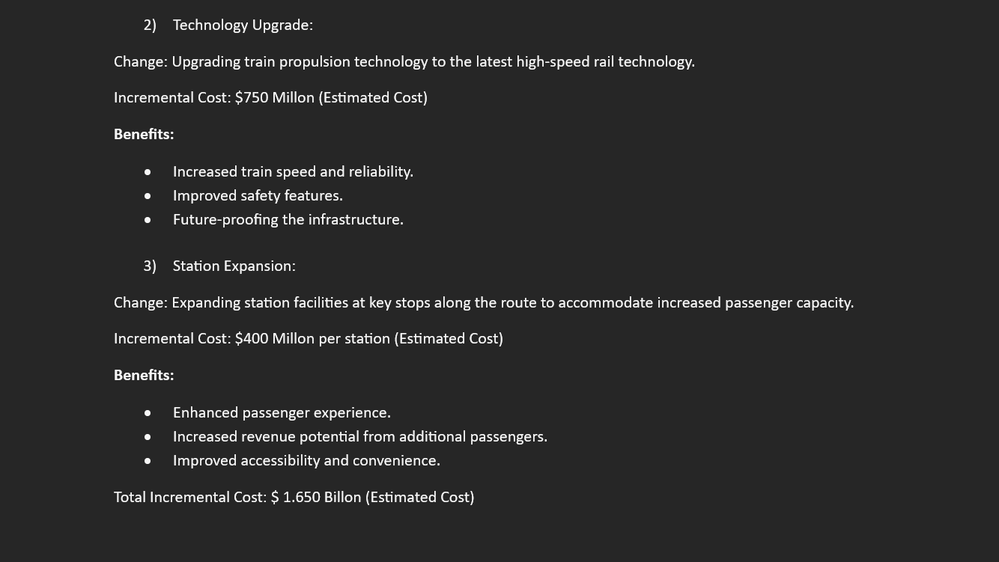 2) Technology Upgrade:
Change: Upgrading train propulsion technology to the latest high-speed rail technology.
Incremental Cost: $750 Millon (Estimated Cost)
Benefits:
• Increased train speed and reliability.
• Improved safety features.
• Future-proofing the infrastructure.
3) Station Expansion:
Change: Expanding station facilities at key stops along the route to accommodate increased passenger capacity.
Incremental Cost: $400 Millon per station (Estimated Cost)
Benefits:
• Enhanced passenger experience.
• Increased revenue potential from additional passengers.
• Improved accessibility and convenience.
Total Incremental Cost: $ 1.650 Billon (Estimated Cost)